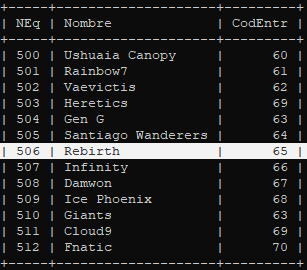 NEq Nombre CodEntr
500 Ushuaia Canopy 60
501 Rainbow7 61
502 Vaevictis 62
503 Heretics 69
504 Gen G 63
505 Santiago Wanderers 64
506 Rebirth 65
507 Infinity 66
508 Damwon 67
509 Ice Phoenix 68
510 Giants 63
511 Cloud9 69
512 Fnatic 70